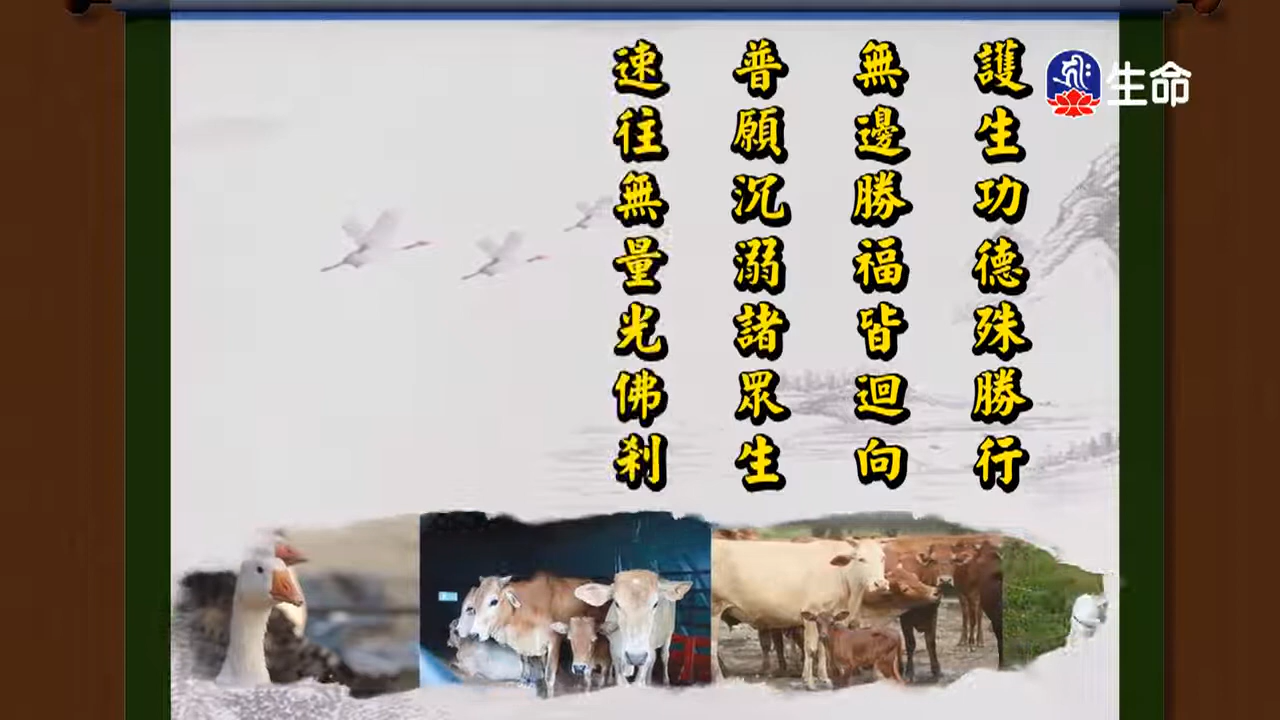 護生功德殊勝行
無邊勝福皆迴向
普願沉溺諸眾生
速往無量光佛剎
生命